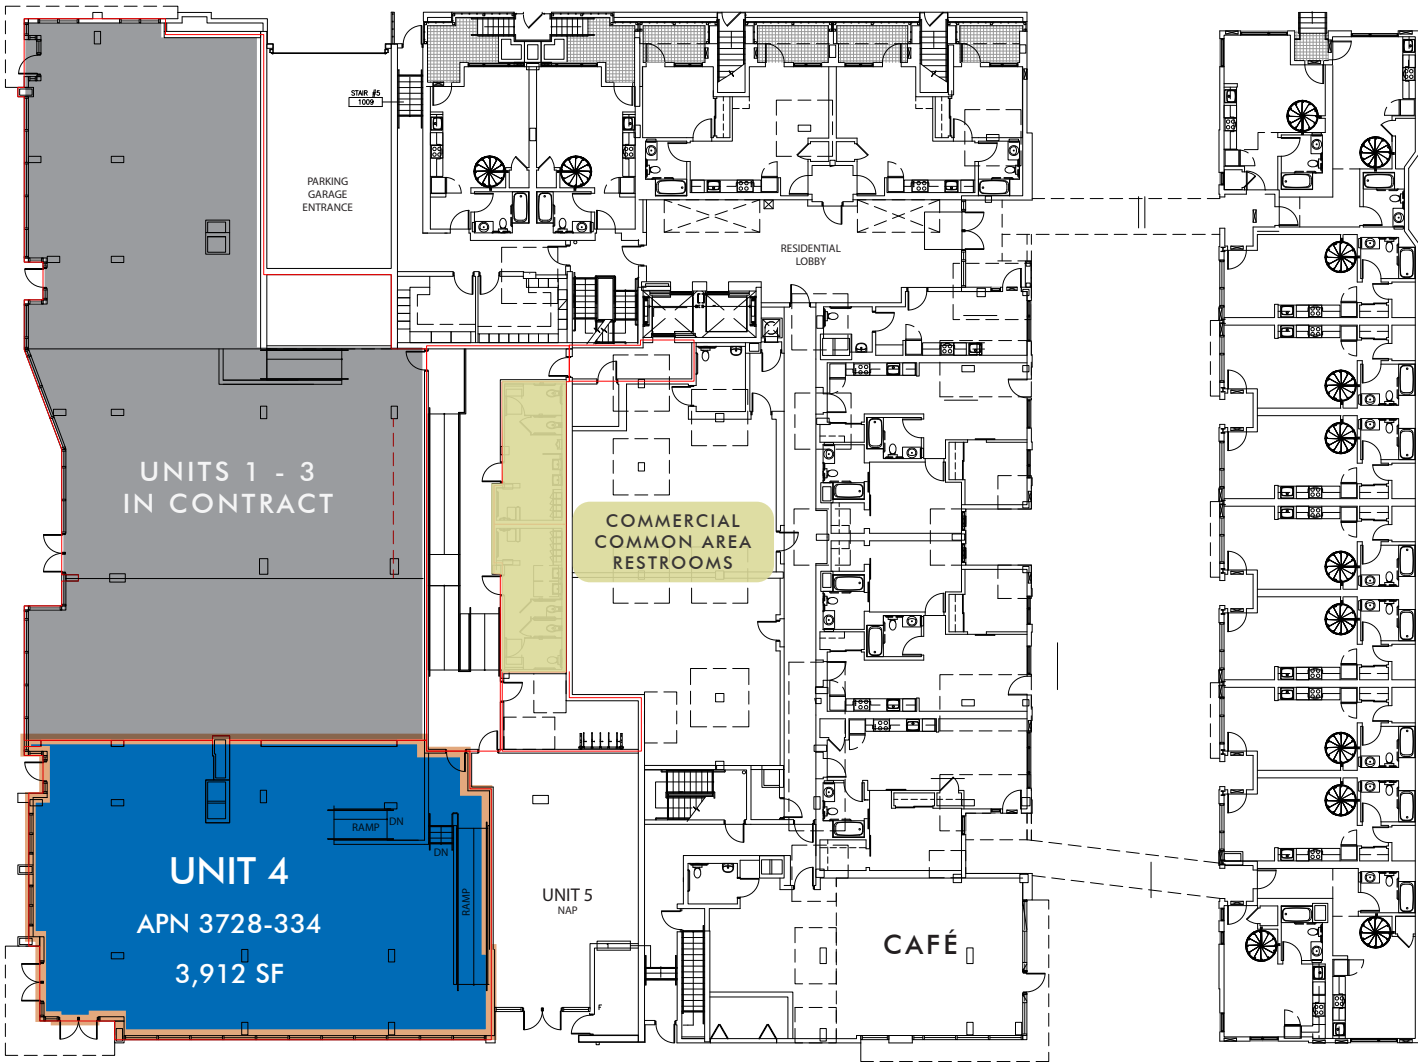 STAIR #5
1009
PARKING
GARAGE
ENTRANCE
RESIDENTIAL
LOBBY
UNITS 1 - 3
IN CONTRACT
COMMERCIAL
COMMON AREA
RESTROOMS
RAMP
DN
DN
RAMP
UNIT 4
APN 3728-334
3,912 SF
UNIT 5
NAP
CAFÉ
F